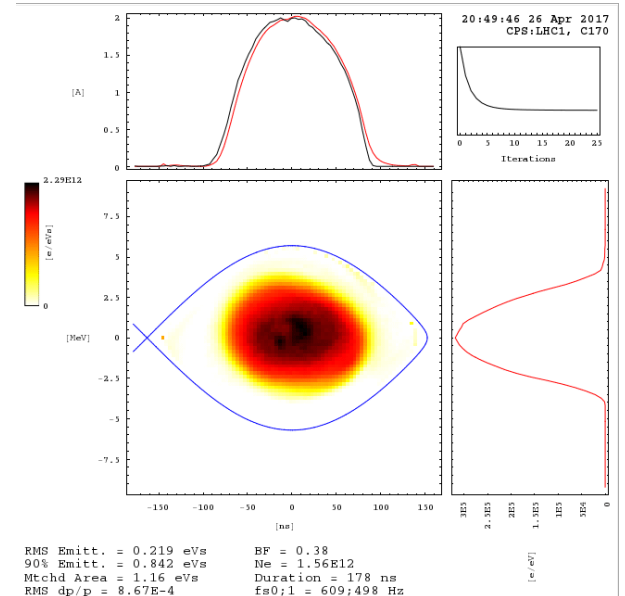 20:49:46 26 Apr 2017
CPS:LHC1, C170
2
1.5
[A]
1
0.5
0
0 5 10 15 20 25
Iterations
2.29E12
[e/eVs]
0
7.5
5
2.5
[MeV]
0
-2.5
-5
-7.5
-150 -100 -50 0 50 100 150
[ns]
3E5 2.5E5 2E5 1.5E5 1E5 5E4 0
[e/eV]
RMS Emitt. = 0.219 eVs BF = 0.38
90% Emitt. = 0.842 eVs Ne = 1.56E12
Mtchd Area = 1.16 eVs Duration = 178 ns
RMS dp/p = 8.67E-4 fs0;1 = 609;498 Hz